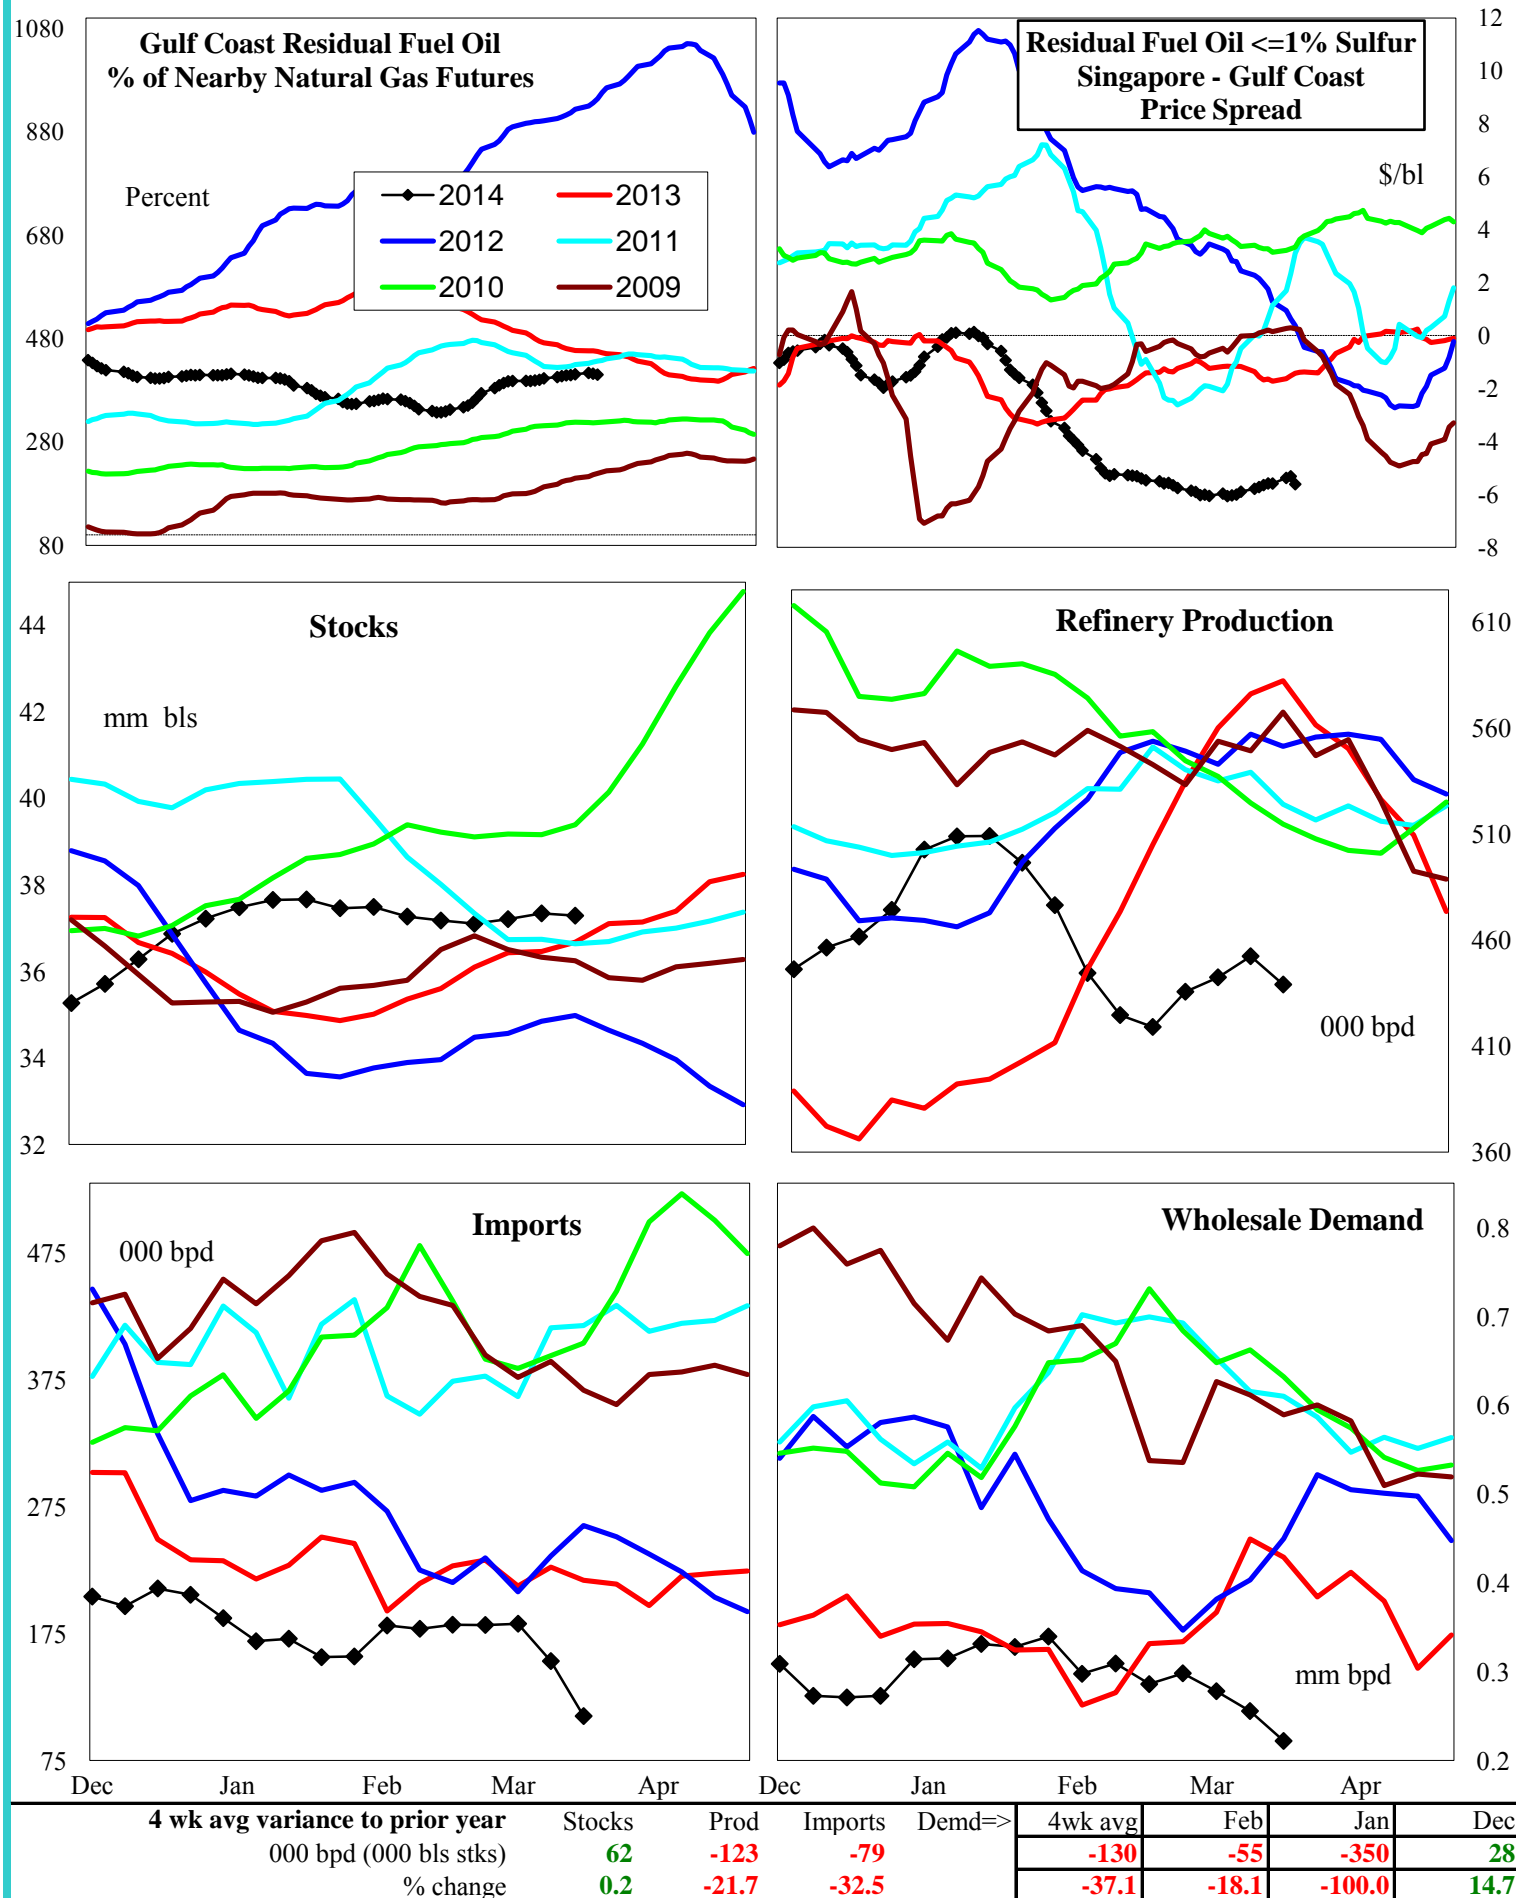 Gulf Coast Residual Fuel Oil
% of Nearby Natural Gas Futures
Percent
1080
880
680
480
280
80
2014
2013
2012
2011
2010
2009
Residual Fuel Oil <=1% Sulfur
Singapore - Gulf Coast
Price Spread
$/bl
12
10
8
6
4
2
0
-2
-4
-6
-8
Stocks
mm bls
44
42
40
38
36
34
32
Refinery Production
000 bpd
610
560
510
460
410
360
Imports
000 bpd
475
375
275
175
75
Dec Jan Feb Mar Apr
Wholesale Demand
mm bpd
0.8
0.7
0.6
0.5
0.4
0.3
0.2
Dec Jan Feb Mar Apr
4 wk avg variance to prior year Stocks Prod Imports Demd=> 4wk avg Feb Jan Dec
000 bpd (000 bls stks) 62 -123 -79 -130 -55 -350 28
% change 0.2 -21.7 -32.5 -37.1 -18.1 -100.0 14.7